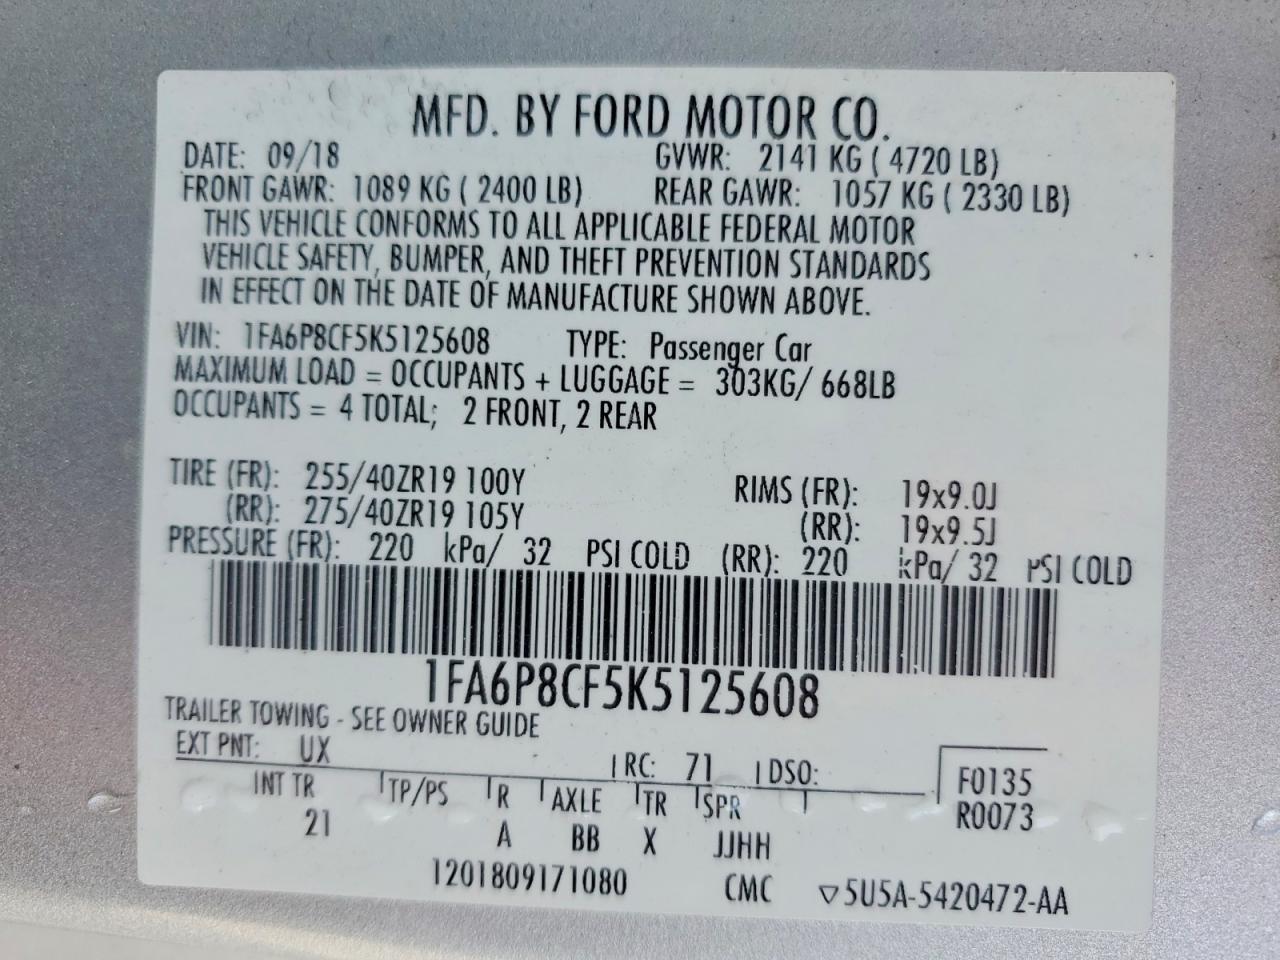 MFD. BY FORD MOTOR CO.
DATE: 09/18 GVWR: 2141 KG ( 4720 LB)
FRONT GAWR: 1089 KG ( 2400 LB) REAR GAWR: 1057 KG ( 2330 LB)
THIS VEHICLE CONFORMS TO ALL APPLICABLE FEDERAL MOTOR
VEHICLE SAFETY, BUMPER, AND THEFT PREVENTION STANDARDS
IN EFFECT ON THE DATE OF MANUFACTURE SHOWN ABOVE.
VIN: 1FA6P8CF5K5125608 TYPE: Passenger Car
MAXIMUM LOAD = OCCUPANTS + LUGGAGE = 303KG/ 668LB
OCCUPANTS = 4 TOTAL; 2 FRONT, 2 REAR
TIRE (FR): 255/40ZR19 100Y RIMS (FR): 19x9.0J
(RR): 275/40ZR19 105Y (RR): 19x9.5J
PRESSURE (FR): 220 kPa/ 32 PSI COLD (RR): 220 kPa/ 32 PSI COLD
1FA6P8CF5K5125608
TRAILER TOWING - SEE OWNER GUIDE
EXT PNT: UX RC: 71 DSO: F0135
INT TR TP/PS R AXLE TR SPR R0073
21 A BB X JJHH
1201809171080 CMC ▽5U5A-5420472-AA